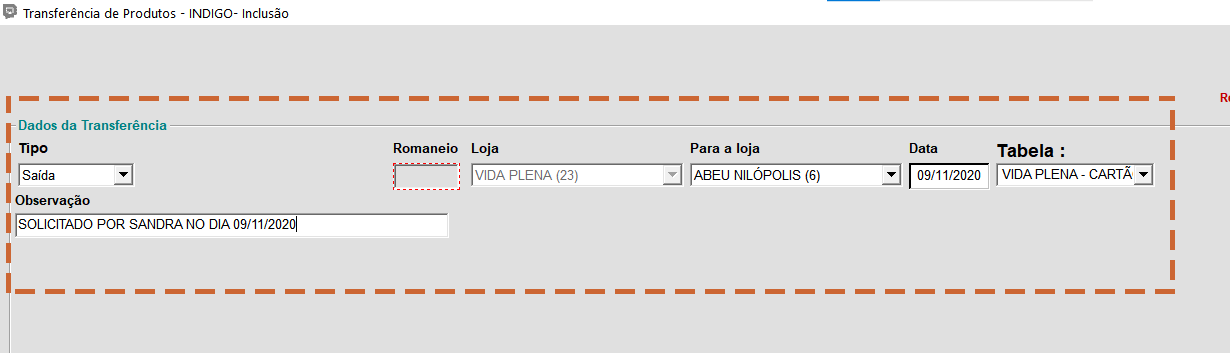 Transferência de Produtos - INDIGO- Inclusão
Dados da Transferência
Tipo Romaneio Loja Para a loja Data Tabela :
Saída VIDA PLENA (23) ABEU NILÓPOLIS (6) 09/11/2020 VIDA PLENA - CARTÃ
Observação
SOLICITADO POR SANDRA NO DIA 09/11/2020